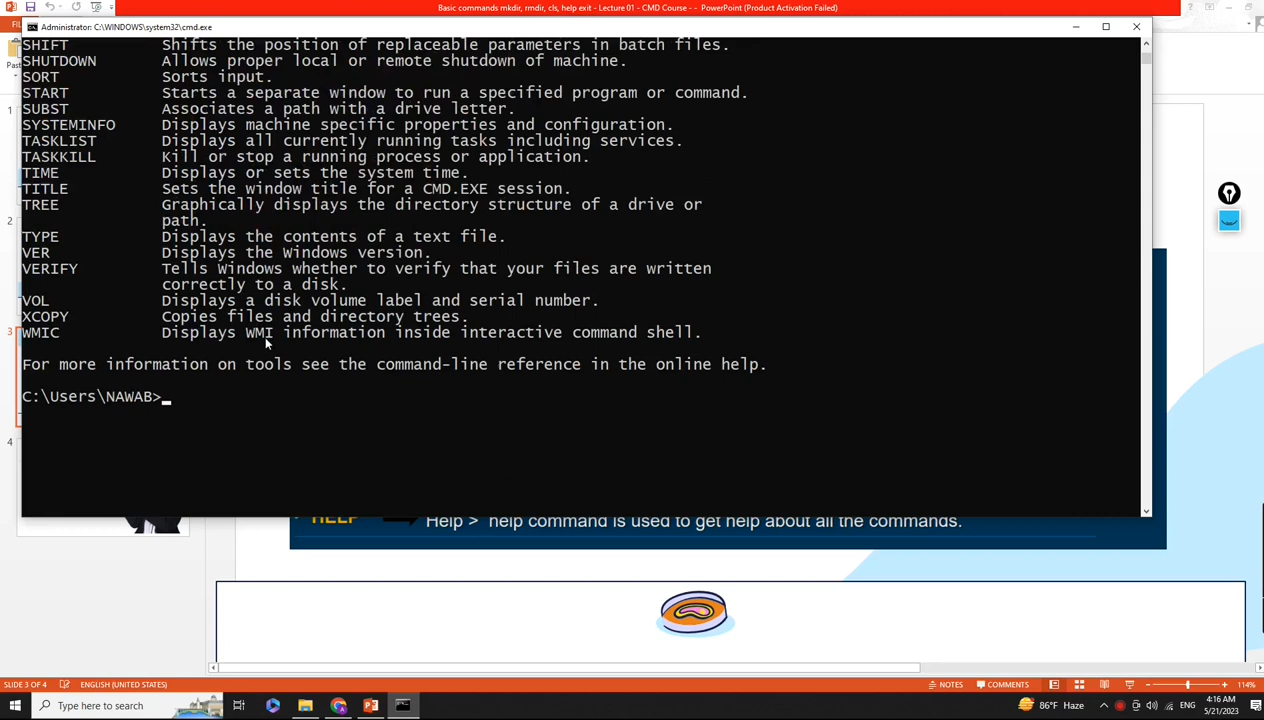 Basic commands mkdir, rmdir, cls, help exit - Lecture 01 - CMD Course - PowerPoint (Product Activation Failed)
Administrator: C:\WINDOWS\system32\cmd.exe
SHIFT Shifts the position of replaceable parameters in batch files.
SHUTDOWN Allows proper local or remote shutdown of machine.
SORT Sorts input.
START Starts a separate window to run a specified program or command.
SUBST Associates a path with a drive letter.
SYSTEMINFO Displays machine specific properties and configuration.
TASKLIST Displays all currently running tasks including services.
TASKKILL Kill or stop a running process or application.
TIME Displays or sets the system time.
TITLE Sets the window title for a CMD.EXE session.
TREE Graphically displays the directory structure of a drive or
path.
TYPE Displays the contents of a text file.
VER Displays the Windows version.
VERIFY Tells Windows whether to verify that your files are written
correctly to a disk.
VOL Displays a disk volume label and serial number.
XCOPY Copies files and directory trees.
WMIC Displays WMI information inside interactive command shell.
For more information on tools see the command-line reference in the online help.
C:\Users\NAWAB>
1
2
3
4
HELP Help > help command is used to get help about all the commands.
SLIDE 3 OF 4 ENGLISH (UNITED STATES) NOTES COMMENTS 114%
Type here to search 86°F Haze ENG 4:16 AM
5/21/2023